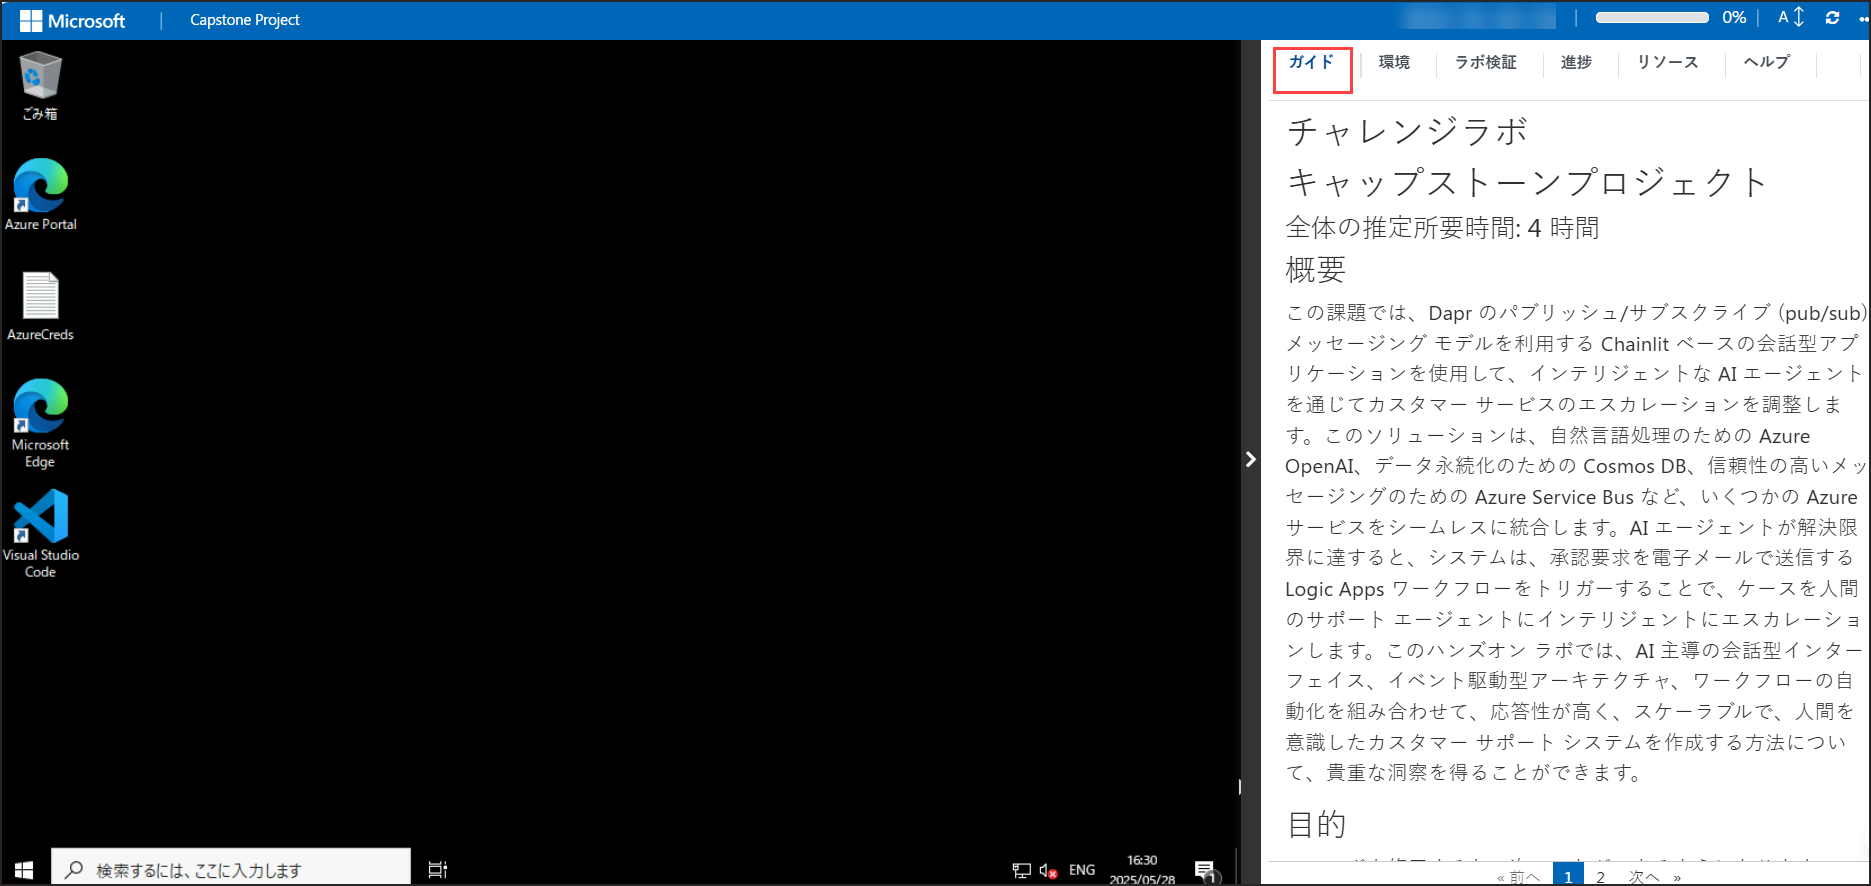 Microsoft
Capstone Project
0%
A
ごみ箱
Azure Portal
AzureCreds
Microsoft
Edge
Visual Studio
Code
検索するには、ここに入力します
ENG
16:30
2025/05/28
1
ガイド
環境
ラボ検証
進捗
リソース
ヘルプ
チャレンジラボ
キャップストーンプロジェクト
全体の推定所要時間: 4 時間
概要
この課題では、Dapr のパブリッシュ/サブスクライブ (pub/sub)
メッセージング モデルを利用する Chainlit ベースの会話型アプ
リケーションを使用して、インテリジェントな AI エージェント
を通じてカスタマー サービスのエスカレーションを調整しま
す。このソリューションは、自然言語処理のための Azure
OpenAI、データ永続化のための Cosmos DB、信頼性の高いメッ
セージングのための Azure Service Bus など、いくつかの Azure
サービスをシームレスに統合します。AI エージェントが解決限
界に達すると、システムは、承認要求を電子メールで送信する
Logic Apps ワークフローをトリガーすることで、ケースを人間
のサポート エージェントにインテリジェントにエスカレーショ
ンします。このハンズオン ラボでは、AI 主導の会話型インター
フェイス、イベント駆動型アーキテクチャ、ワークフローの自
動化を組み合わせて、応答性が高く、スケーラブルで、人間を
意識したカスタマー サポート システムを作成する方法につい
て、貴重な洞察を得ることができます。
目的
« 前へ
1
2
次へ »